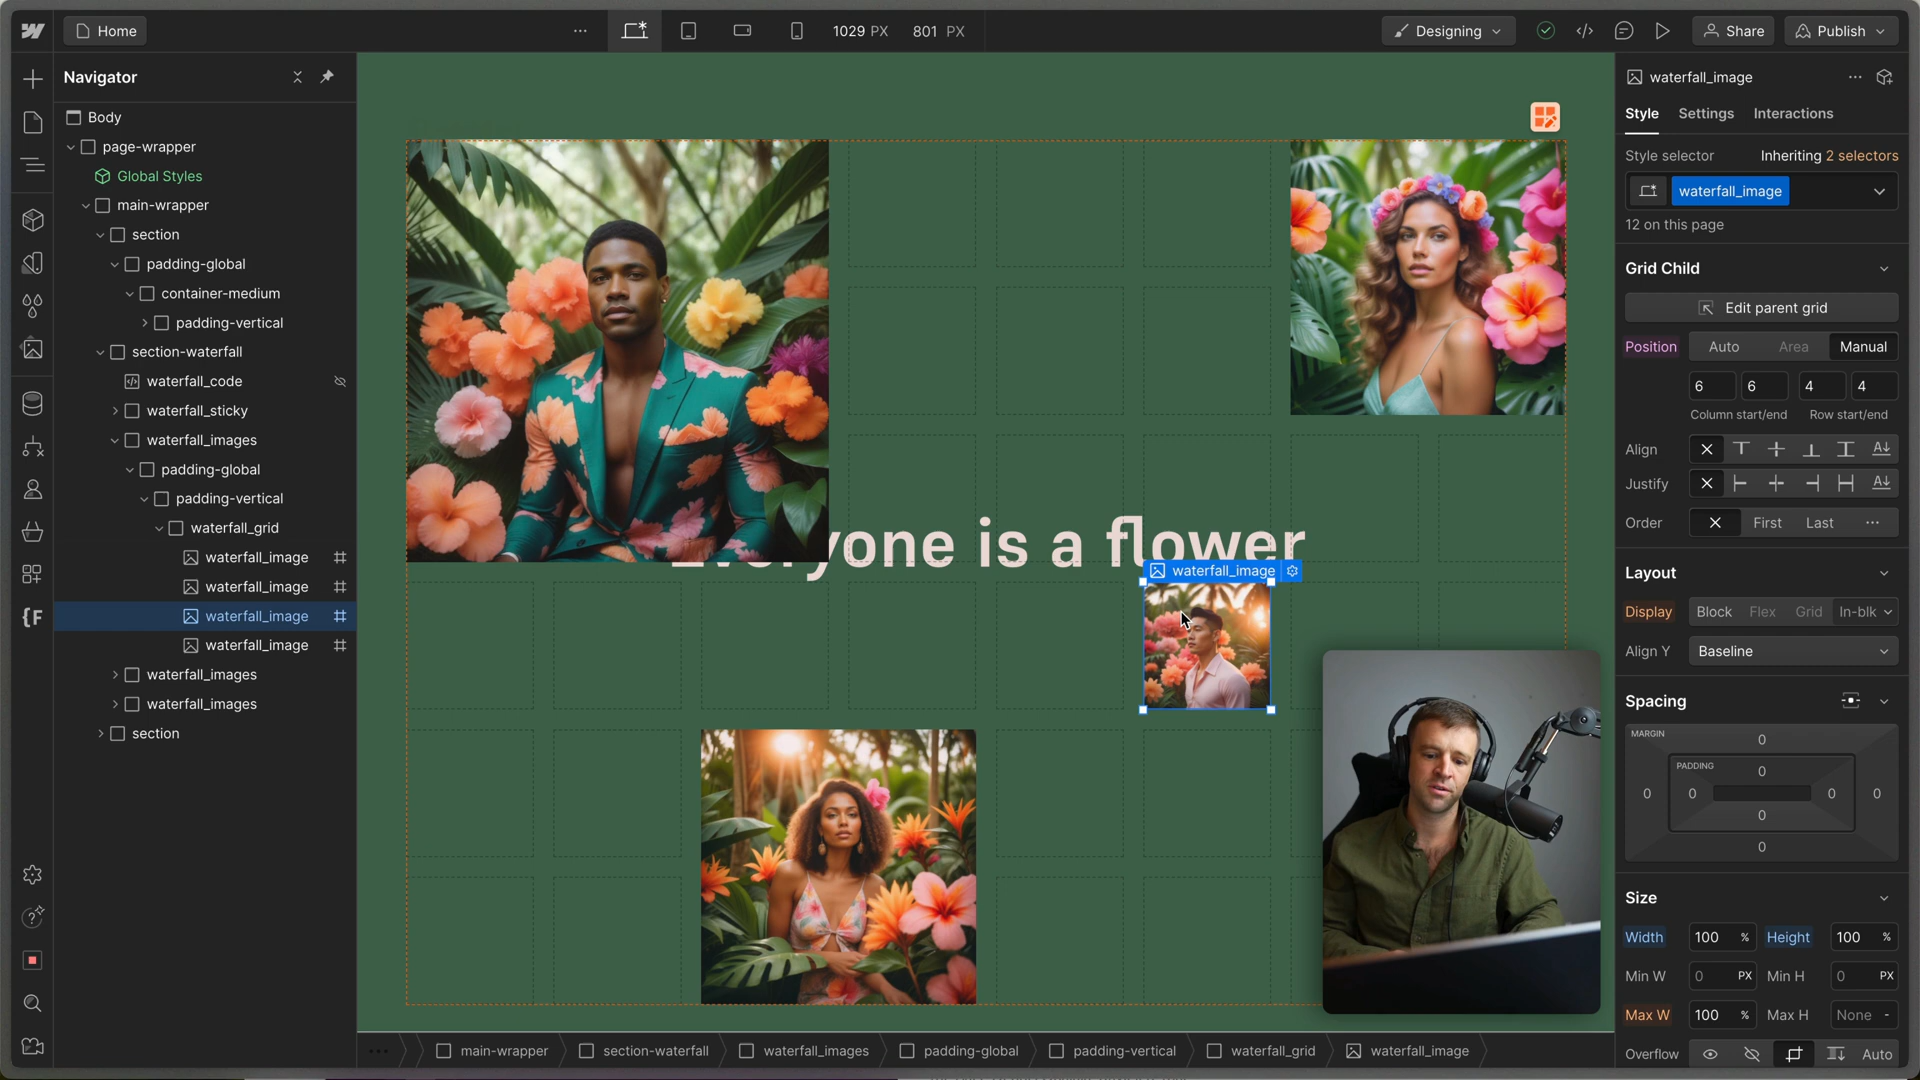 Home
1029 PX 801 PX
Designing
Share
Publish
Navigator
Body
page-wrapper
Global Styles
main-wrapper
section
padding-global
container-medium
padding-vertical
section-waterfall
waterfall_code
waterfall_sticky
waterfall_images
padding-global
padding-vertical
waterfall_grid
waterfall_image
waterfall_image
waterfall_image
waterfall_image
waterfall_images
waterfall_images
section
yone is a flower
waterfall_image
main-wrapper
section-waterfall
waterfall_images
padding-global
padding-vertical
waterfall_grid
waterfall_image
waterfall_image
Style Settings Interactions
Style selector Inheriting 2 selectors
waterfall_image
12 on this page
Grid Child
Edit parent grid
Position Auto Area Manual
6 6 4 4
Column start/end Row start/end
Align
Justify
Order First Last
Layout
Display Block Flex Grid In-blk
Align Y Baseline
Spacing
MARGIN 0
PADDING 0
0 0 0 0
0
0
Size
Width 100 % Height 100 %
Min W 0 PX Min H 0 PX
Max W 100 % Max H None -
Overflow Auto